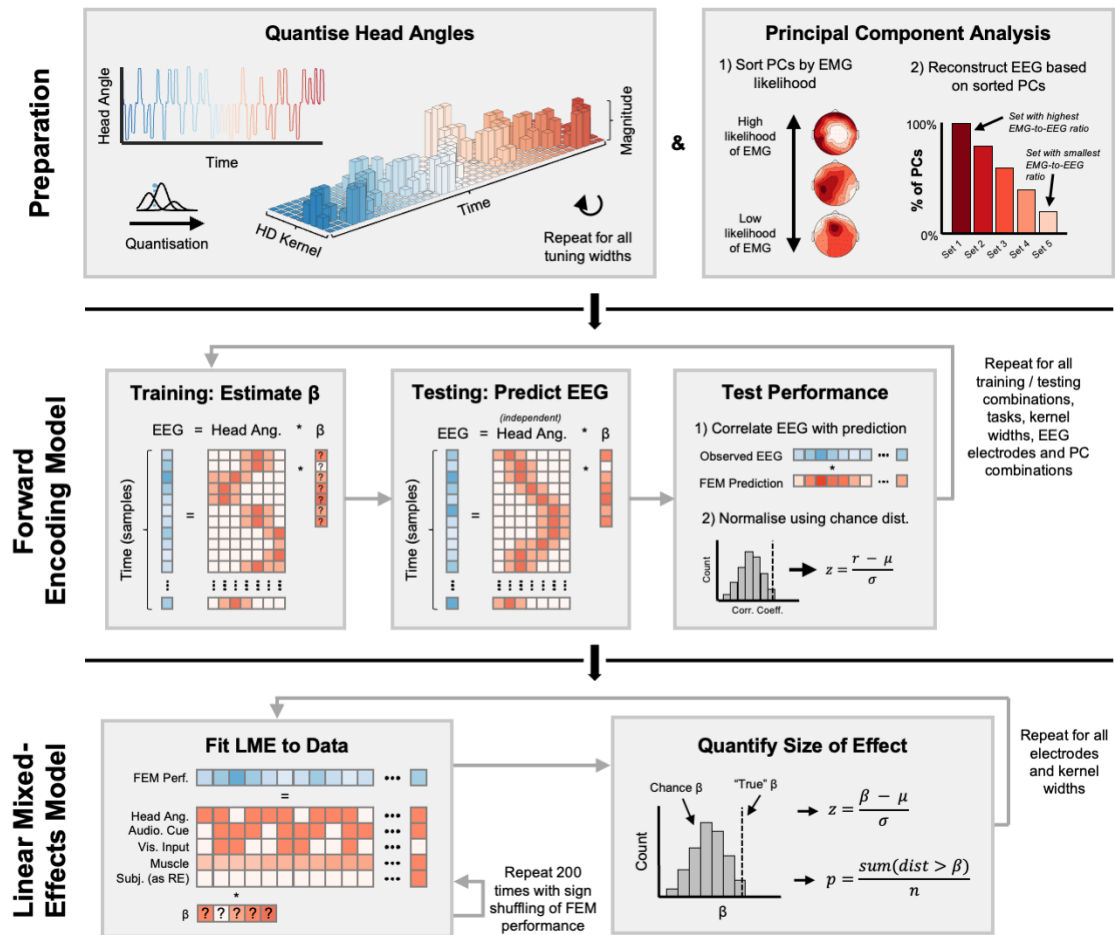 Preparation
Quantise Head Angles
Head Angle
Time
Quantisation
HD Kernel
Time
Magnitude
Repeat for all
tuning widths
&
Principal Component Analysis
1) Sort PCs by EMG
likelihood
High
likelihood
of EMG
Low
likelihood
of EMG
2) Reconstruct EEG based
on sorted PCs
100%
% of PCs
0%
Set with highest
EMG-to-EEG ratio
Set with smallest
EMG-to-EEG
ratio
Set 1
Set 2
Set 3
Set 4
Set 5
Forward
Encoding Model
Training: Estimate β
EEG = Head Ang. * β
Time (samples)
=
*
?
?
?
?
?
?
?
Testing: Predict EEG
(independent)
EEG = Head Ang. * β
Time (samples)
=
*
Test Performance
1) Correlate EEG with prediction
Observed EEG
*
FEM Prediction
2) Normalise using chance dist.
Count
Corr. Coeff.
z = r − μ / σ
Repeat for all
training / testing
combinations,
tasks, kernel
widths, EEG
electrodes and PC
combinations
Linear Mixed-
Effects Model
Fit LME to Data
FEM Perf.
=
Head Ang.
Audio. Cue
Vis. Input
Muscle
Subj. (as RE)
*
β ? ? ? ? ?
Repeat 200
times with sign
shuffling of FEM
performance
Quantify Size of Effect
Chance β
“True” β
Count
β
z = β − μ / σ
p = sum(dist > β) / n
Repeat for all
electrodes
and kernel
widths